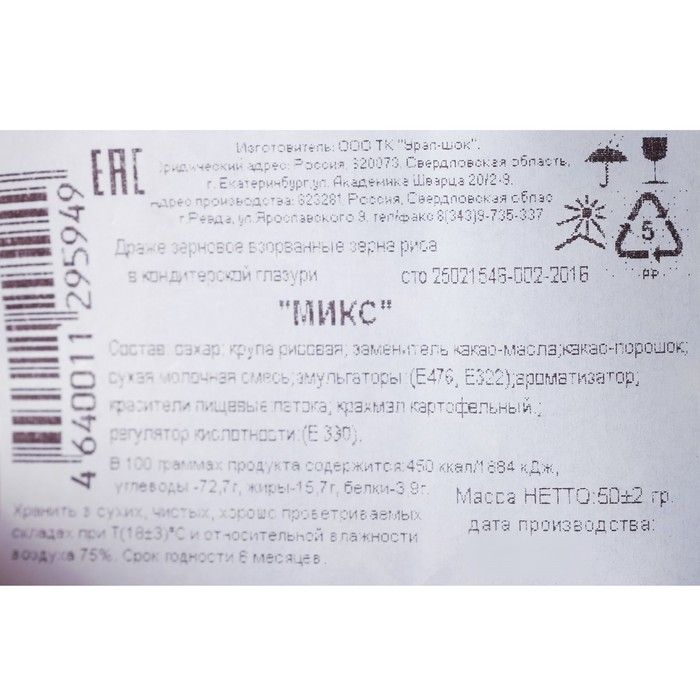 EAC
Изготовитель: ООО ТК "Урал-шок".
Юридический адрес: Россия, 620073, Свердловская область,
г. Екатеринбург, ул. Академика Шварца 20/2-9.
Адрес производства: 623281, Россия, Свердловская облас
г. Ревда, ул. Ярославского 9, тел/факс 8(343)9-735-337
Драже зерновое взорванные зерна риса
в кондитерской глазури сто 25021546-002-2016
"МИКС"
Состав: сахар; крупа рисовая; заменитель какао-масла;какао-порошок;
сухая молочная смесь;эмульгаторы (Е476, Е322);ароматизатор;
красители пищевые;патока; крахмал картофельный.;
регулятор кислотности:(Е 330).
В 100 граммах продукта содержится:450 ккал/1884 кДж,
углеводы -72,7г, жиры-15,7г, белки-3,9г.
Масса НЕТТО:50±2 гр.
дата производства:
Хранить в сухих, чистых, хорошо проветриваемых
складах при Т(18±3)°С и относительной влажности
воздуха 75%. Срок годности 6 месяцев.
4 640011 295949
5
PP